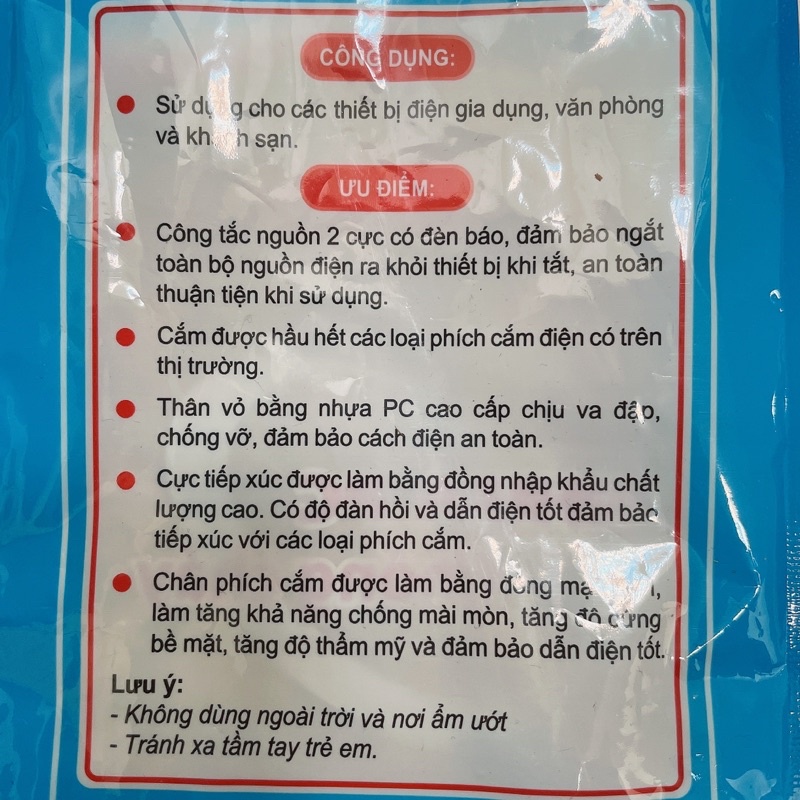 CÔNG DỤNG:
Sử dụng cho các thiết bị điện gia dụng, văn phòng
và khách sạn.
ƯU ĐIỂM:
Công tắc nguồn 2 cực có đèn báo, đảm bảo ngắt
toàn bộ nguồn điện ra khỏi thiết bị khi tắt, an toàn
thuận tiện khi sử dụng.
Cắm được hầu hết các loại phích cắm điện có trên
thị trường.
Thân vỏ bằng nhựa PC cao cấp chịu va đập,
chống vỡ, đảm bảo cách điện an toàn.
Cực tiếp xúc được làm bằng đồng nhập khẩu chất
lượng cao. Có độ đàn hồi và dẫn điện tốt đảm bảo
tiếp xúc với các loại phích cắm.
Chân phích cắm được làm bằng đồng
làm tăng khả năng chống mài mòn, tăng độ cứng
bề mặt, tăng độ thẩm mỹ và đảm bảo dẫn điện tốt.
Lưu ý:
- Không dùng ngoài trời và nơi ẩm ướt
- Tránh xa tầm tay trẻ em.